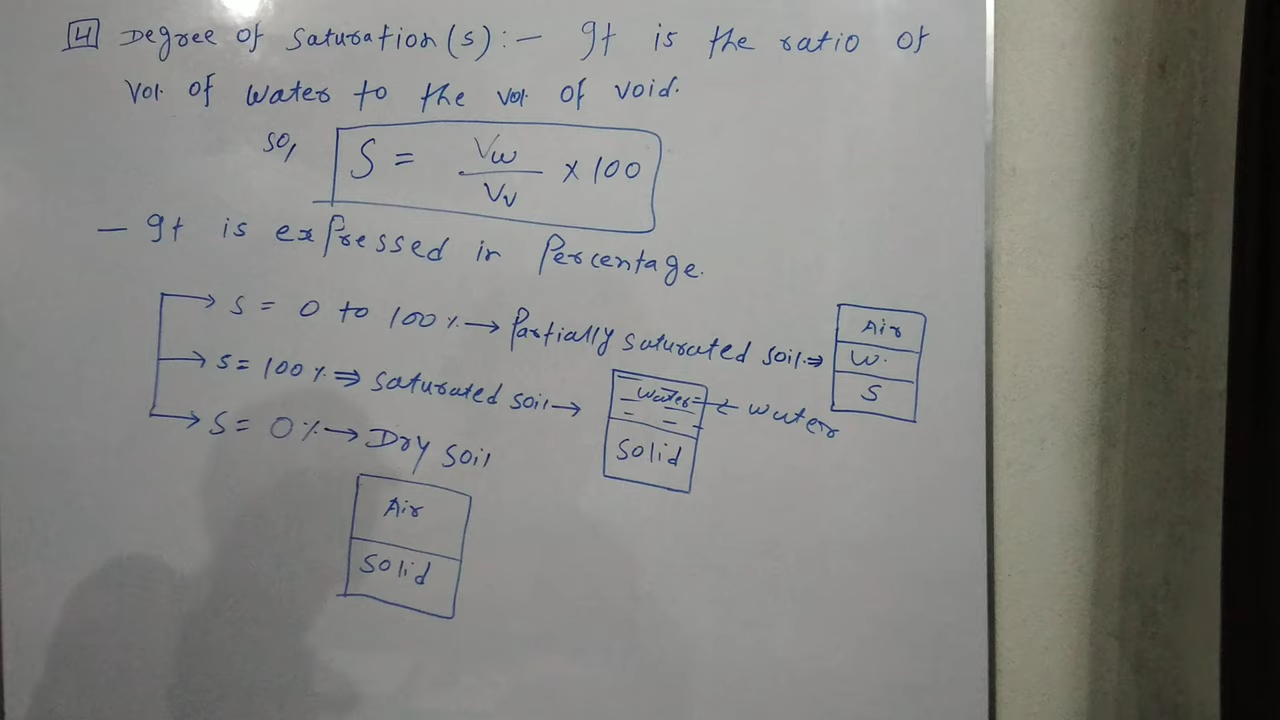 4 Degree of Saturation (s) :- It is the ratio of
Vol. of water to the vol. of void.
so, S = Vw/Vv × 100
- It is expressed in Percentage.
→ S = 0 to 100% → Partially saturated soil ⇒
Air
W.
S
→ S = 100% ⇒ saturated soil →
water ← water
Solid
→ S = 0% → Dry soil
Air
Solid